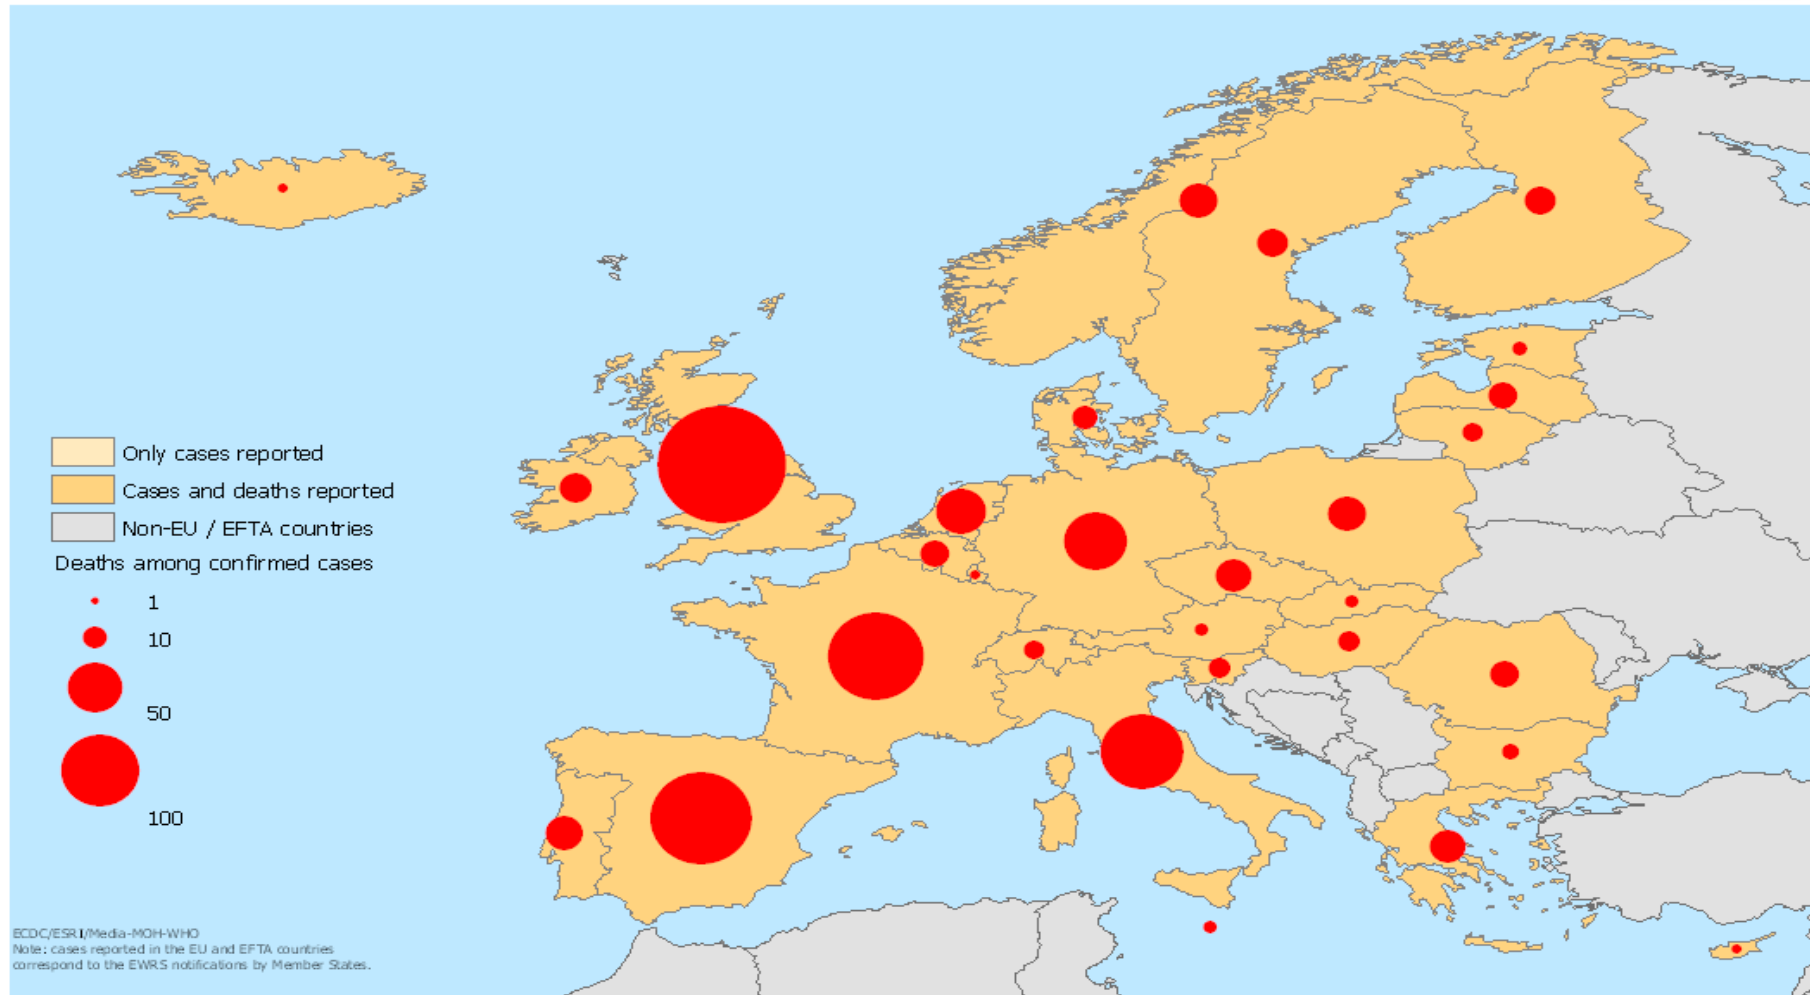 Only cases reported
Cases and deaths reported
Non-EU / EFTA countries
Deaths among confirmed cases
1
10
50
100
ECDC/ESRI/Media-MOH-WHO
Note: cases reported in the EU and EFTA countries
correspond to the EWRS notifications by Member States.